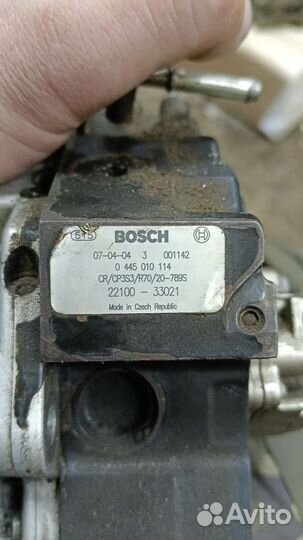 615 BOSCH
07-04-04 3 001142
0 445 010 114
CR/CP3S3/R70/20-789S
22100 - 33021
Made in Czech Republic
Avito